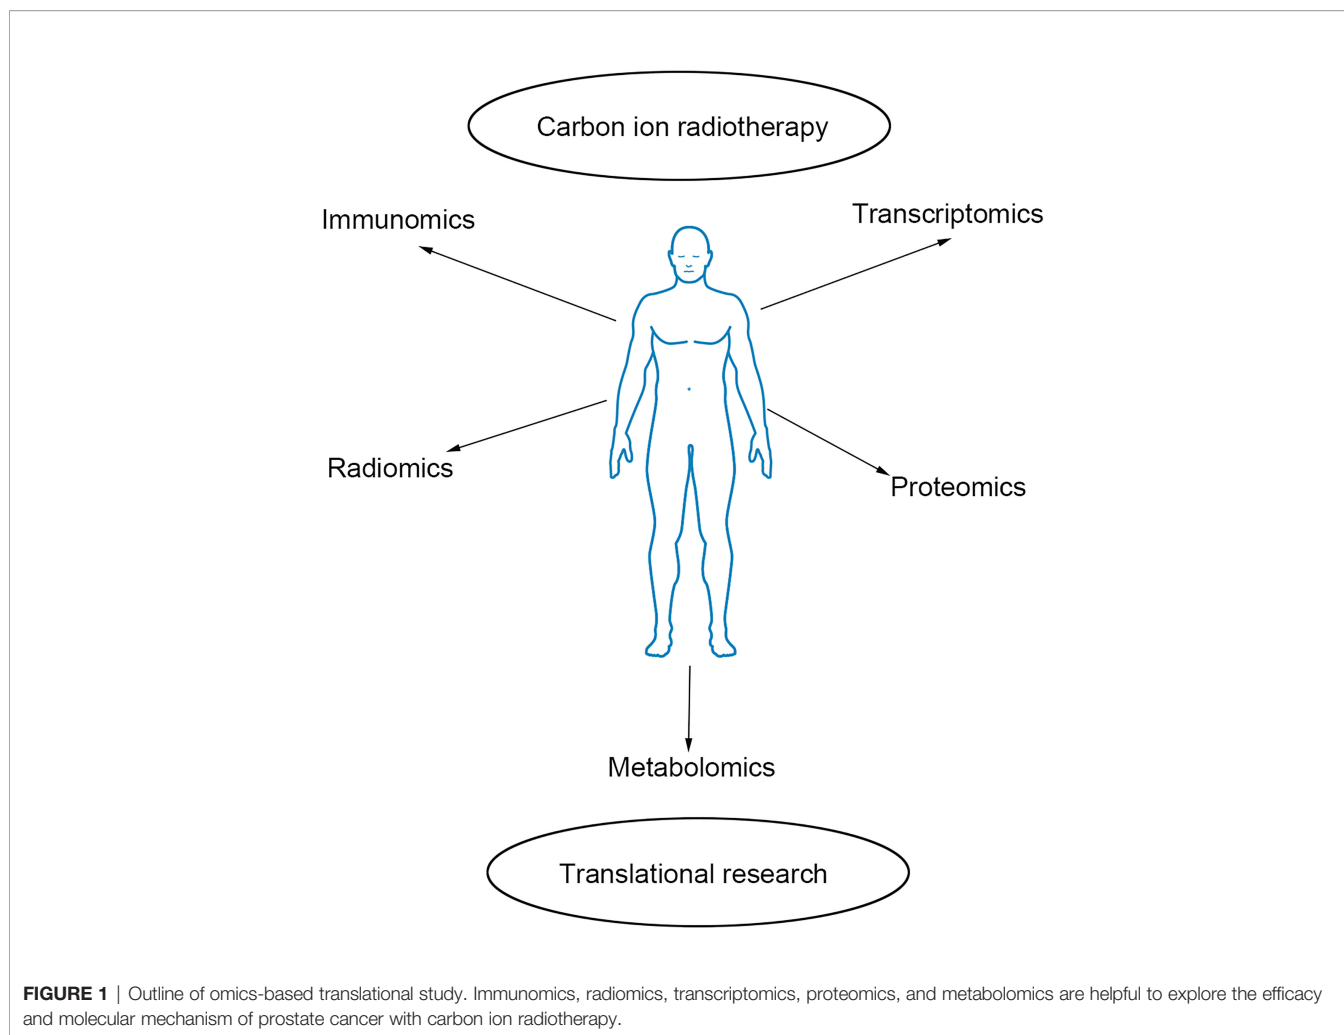 Carbon ion radiotherapy
Immunomics
Transcriptomics
Radiomics
Proteomics
Metabolomics
Translational research
FIGURE 1 | Outline of omics-based translational study. Immunomics, radiomics, transcriptomics, proteomics, and metabolomics are helpful to explore the efficacy
and molecular mechanism of prostate cancer with carbon ion radiotherapy.